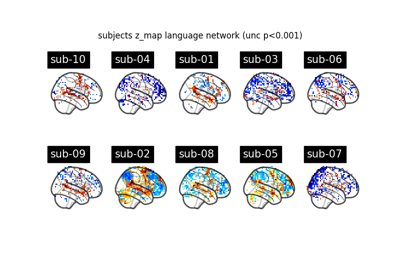 subjects z_map language network (unc p<0.001)
sub-10 sub-04 sub-01 sub-03 sub-06
sub-09 sub-02 sub-08 sub-05 sub-07